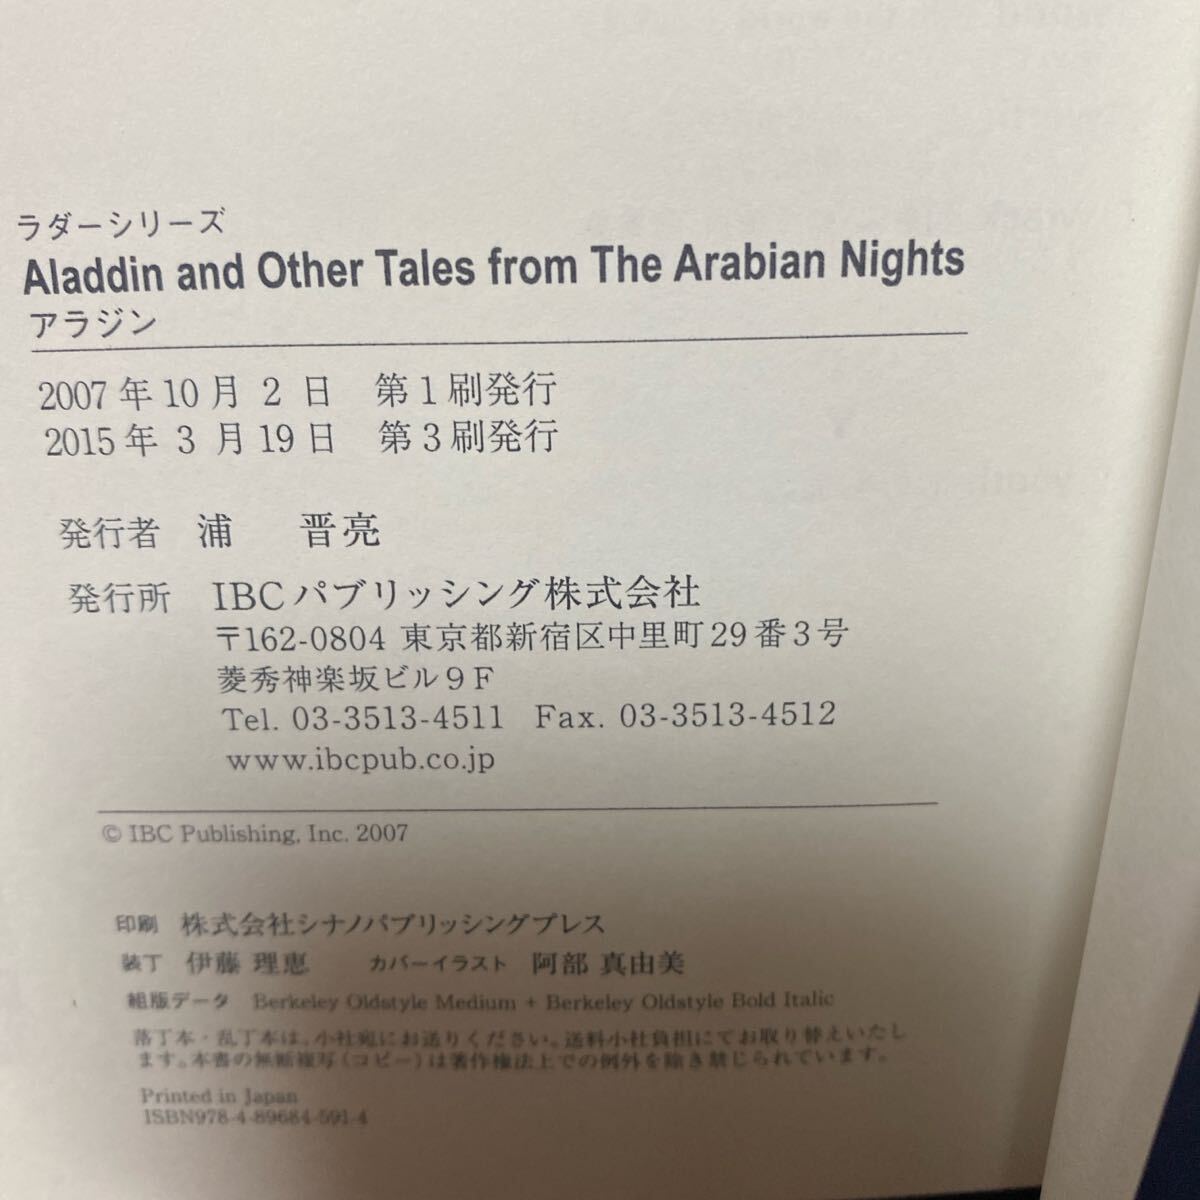 ラダーシリーズ
Aladdin and Other Tales from The Arabian Nights
アラジン
2007年10月2日 第1刷発行
2015年3月19日 第3刷発行
発行者 浦 晋亮
発行所 IBCパブリッシング株式会社
〒162-0804 東京都新宿区中里町29番3号
菱秀神楽坂ビル9F
Tel. 03-3513-4511 Fax. 03-3513-4512
www.ibcpub.co.jp
© IBC Publishing, Inc. 2007
印刷 株式会社シナノパブリッシングプレス
装丁 伊藤 理恵 カバーイラスト 阿部 真由美
組版データ Berkeley Oldstyle Medium + Berkeley Oldstyle Bold Italic
落丁本・乱丁本は、小社宛にお送りください。送料小社負担にてお取り替えいたし
ます。本書の無断複写（コピー）は著作権法上での例外を除き禁じられています。
Printed in Japan
ISBN978-4-89684-591-4